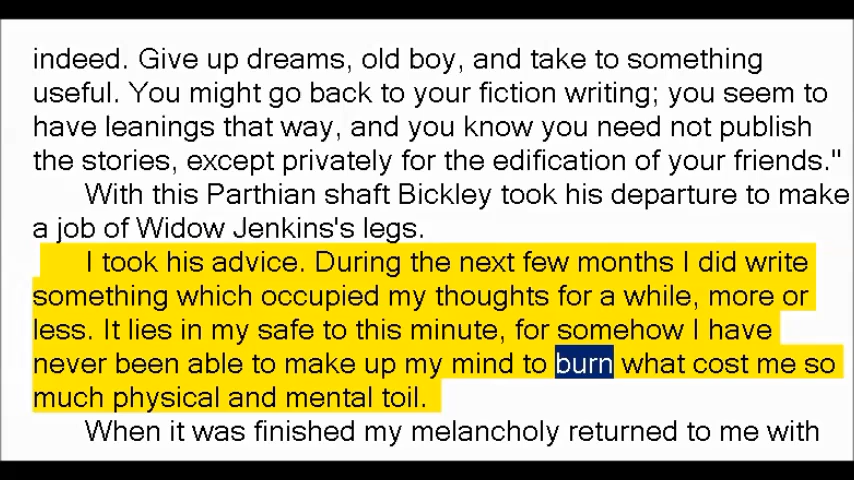 indeed. Give up dreams, old boy, and take to something
useful. You might go back to your fiction writing; you seem to
have leanings that way, and you know you need not publish
the stories, except privately for the edification of your friends."
With this Parthian shaft Bickley took his departure to make
a job of Widow Jenkins's legs.
I took his advice. During the next few months I did write
something which occupied my thoughts for a while, more or
less. It lies in my safe to this minute, for somehow I have
never been able to make up my mind to burn what cost me so
much physical and mental toil.
When it was finished my melancholy returned to me with